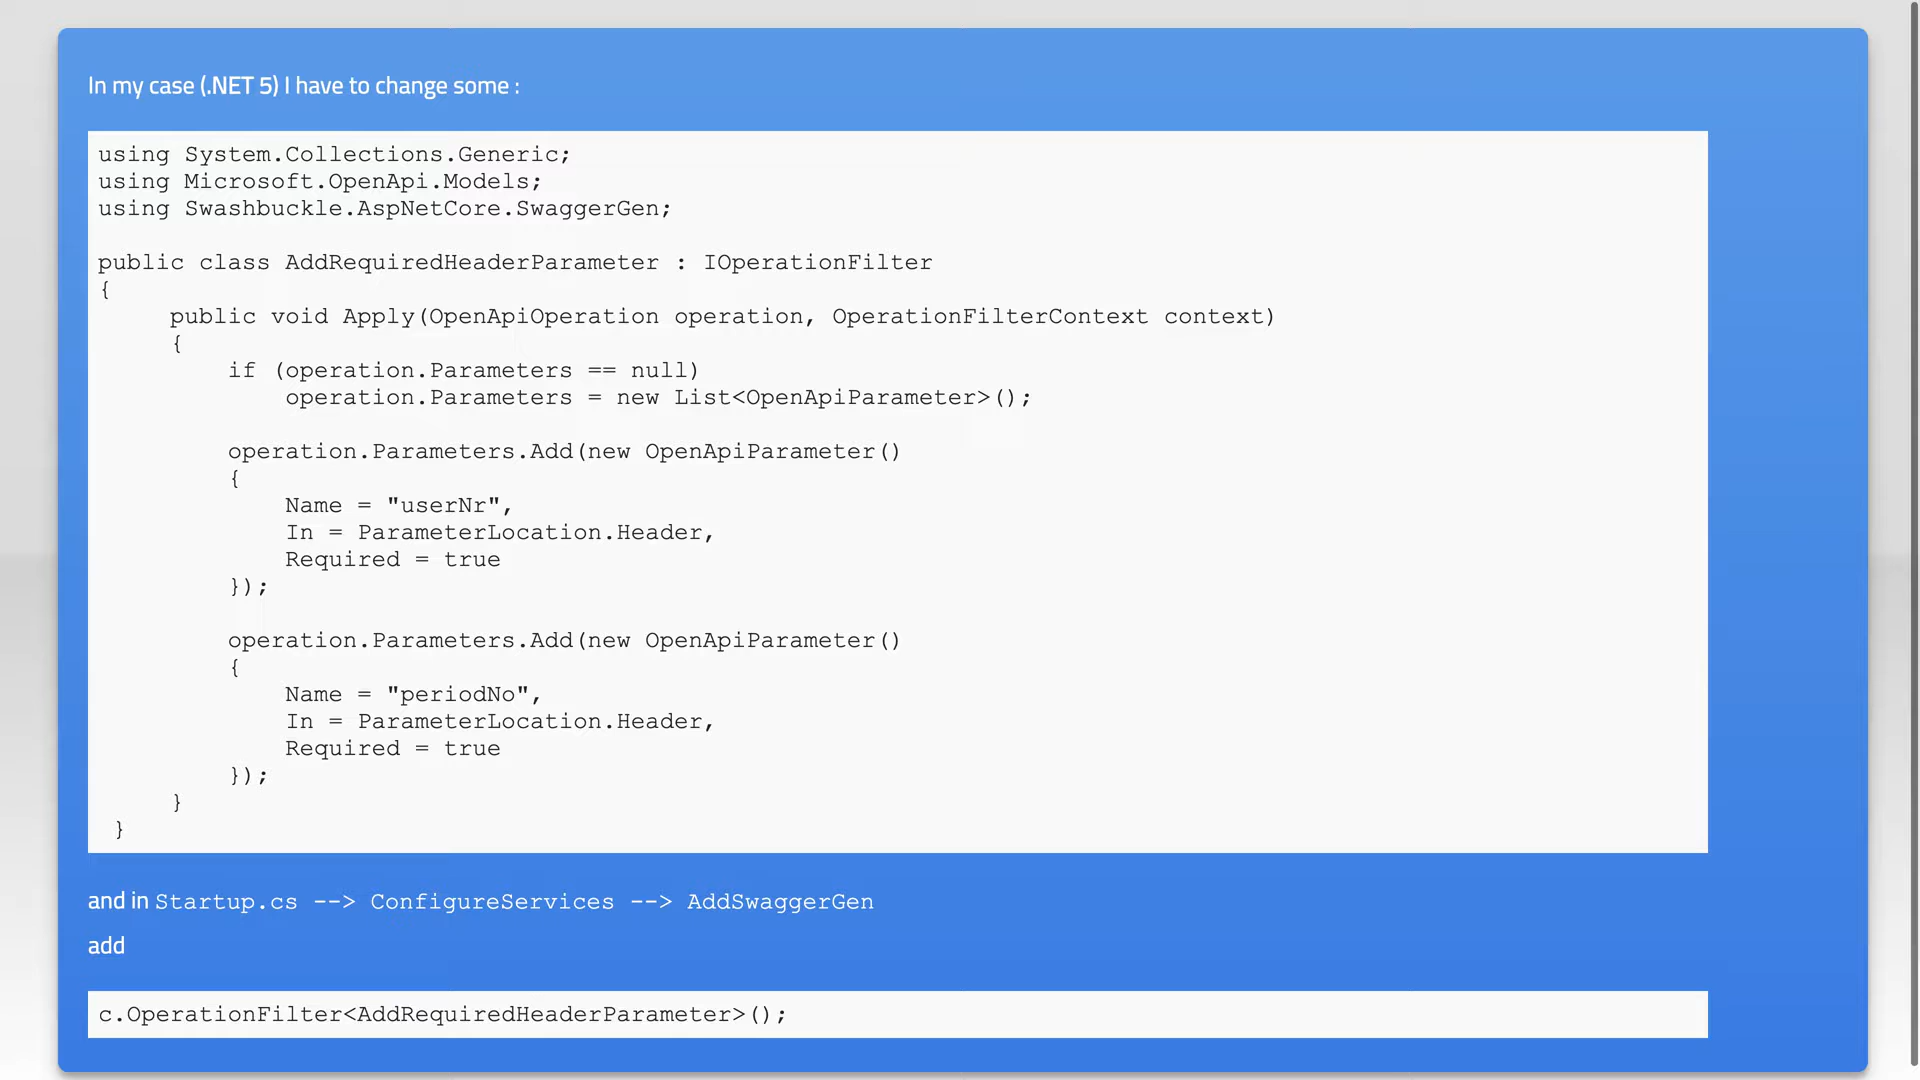 In my case (.NET 5) I have to change some :
using System.Collections.Generic;
using Microsoft.OpenApi.Models;
using Swashbuckle.AspNetCore.SwaggerGen;
public class AddRequiredHeaderParameter : IOperationFilter
{
public void Apply(OpenApiOperation operation, OperationFilterContext context)
{
if (operation.Parameters == null)
operation.Parameters = new List<OpenApiParameter>();
operation.Parameters.Add(new OpenApiParameter()
{
Name = "userNr",
In = ParameterLocation.Header,
Required = true
});
operation.Parameters.Add(new OpenApiParameter()
{
Name = "periodNo",
In = ParameterLocation.Header,
Required = true
});
}
}
and in Startup.cs --> ConfigureServices --> AddSwaggerGen
add
c.OperationFilter<AddRequiredHeaderParameter>();